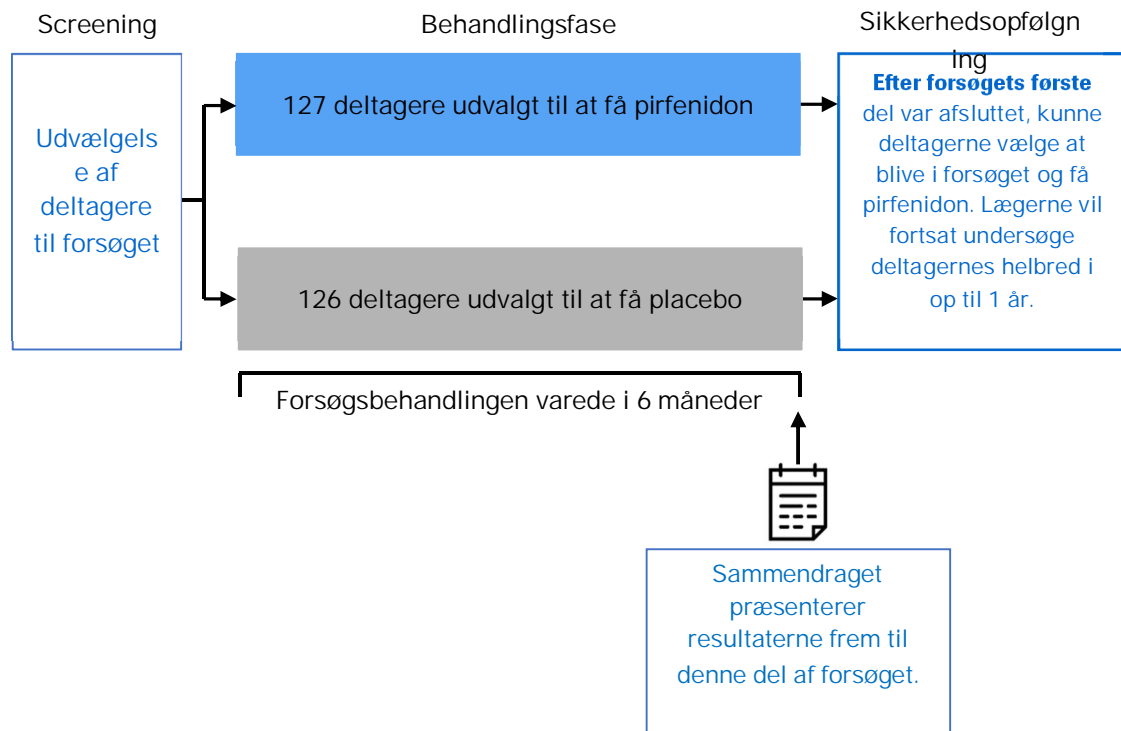 Screening
Behandlingsfase
Sikkerhedsopfølgn
ing
Udvælgels
e af
deltagere
til forsøget
127 deltagere udvalgt til at få pirfenidon
126 deltagere udvalgt til at få placebo
Efter forsøgets første
del var afsluttet, kunne
deltagerne vælge at
blive i forsøget og få
pirfenidon. Lægerne vil
fortsat undersøge
deltagernes helbred i
op til 1 år.
Forsøgsbehandlingen varede i 6 måneder
Sammendraget
præsenterer
resultaterne frem til
denne del af forsøget.